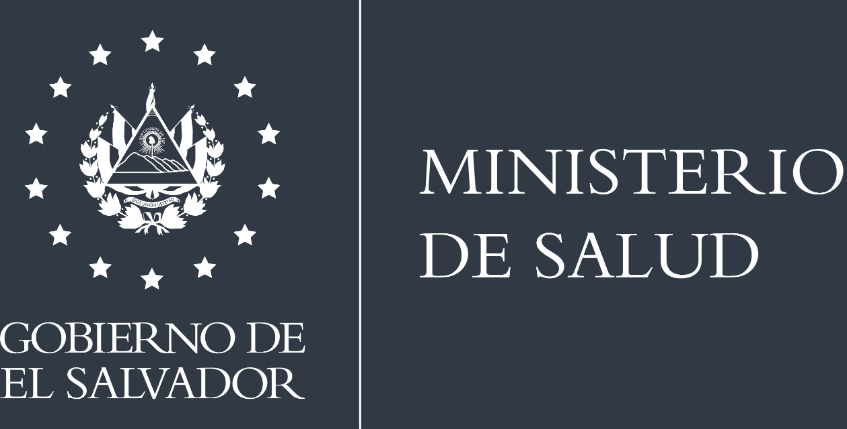 GOBIERNO DE
EL SALVADOR
MINISTERIO
DE SALUD